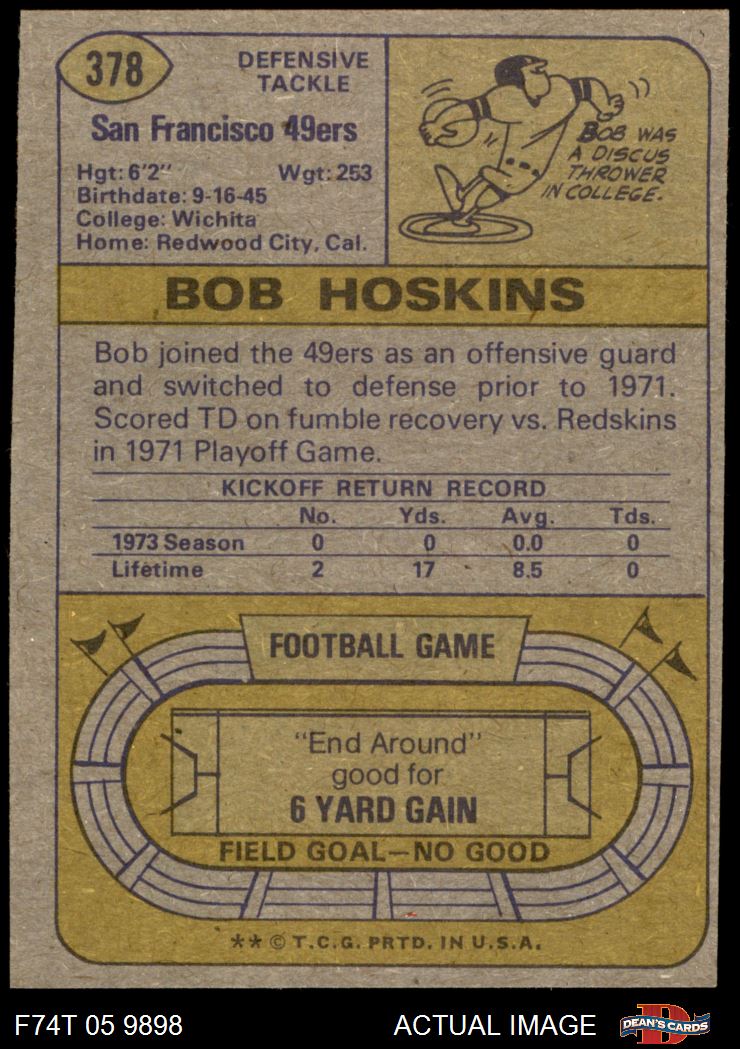 378
DEFENSIVE
TACKLE
San Francisco 49ers
Hgt: 6'2" Wgt: 253
Birthdate: 9-16-45
College: Wichita
Home: Redwood City, Cal.
BOB WAS
A DISCUS
THROWER
IN COLLEGE.
BOB HOSKINS
Bob joined the 49ers as an offensive guard
and switched to defense prior to 1971.
Scored TD on fumble recovery vs. Redskins
in 1971 Playoff Game.
KICKOFF RETURN RECORD
No. Yds. Avg. Tds.
1973 Season 0 0 0.0 0
Lifetime 2 17 8.5 0
FOOTBALL GAME
"End Around"
good for
6 YARD GAIN
FIELD GOAL—NO GOOD
** © T.C.G. PRTD. IN U.S.A.
F74T 05 9898 ACTUAL IMAGE
D
DEAN'S CARDS